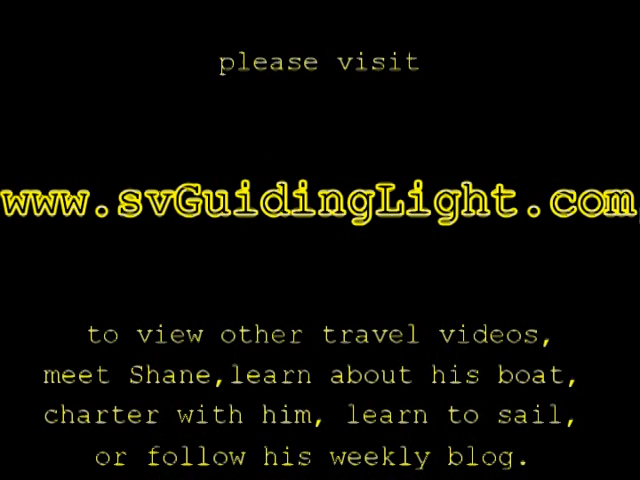 please visit
www.svGuidingLight.com
to view other travel videos,
meet Shane,learn about his boat,
charter with him, learn to sail,
or follow his weekly blog.